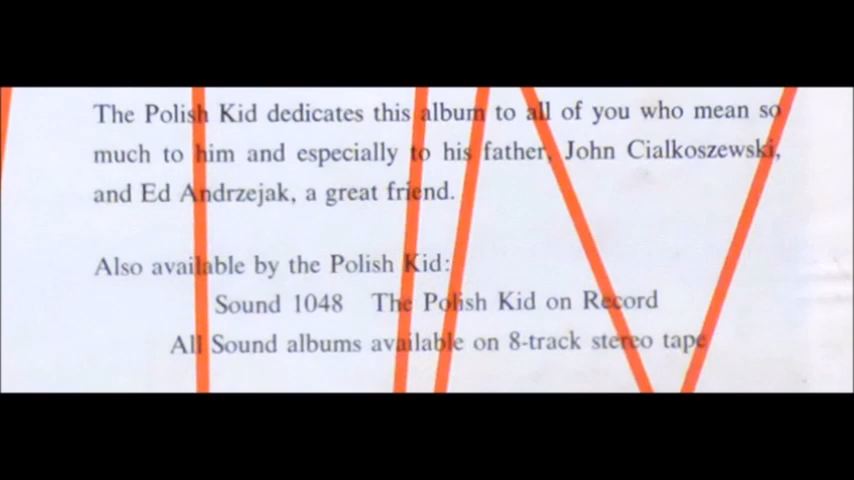 The Polish Kid dedicates this album to all of you who mean so
much to him and especially to his father, John Cialkoszewski,
and Ed Andrzejak, a great friend.
Also available by the Polish Kid:
Sound 1048 The Polish Kid on Record
All Sound albums available on 8-track stereo tape